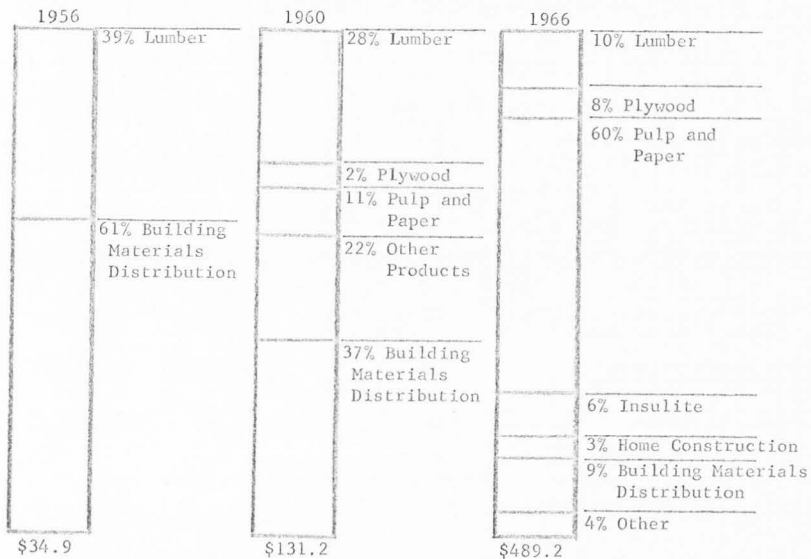 1956
39% Lumber
61% Building
Materials
Distribution
$34.9
1960
28% Lumber
2% Plywood
11% Pulp and
Paper
22% Other
Products
37% Building
Materials
Distribution
$131.2
1966
10% Lumber
8% Plywood
60% Pulp and
Paper
6% Insulite
3% Home Construction
9% Building Materials
Distribution
4% Other
$489.2